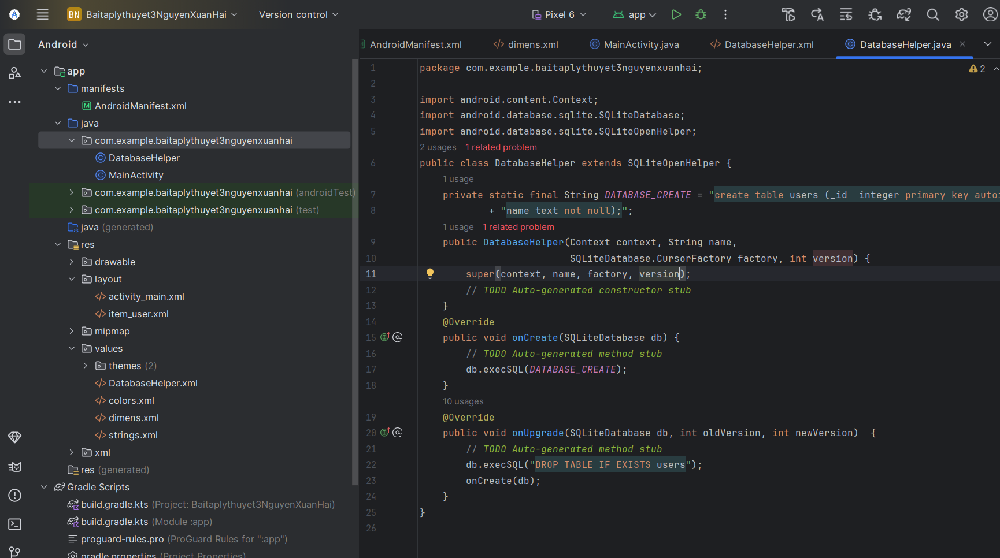 BN Baitaplythuyet3NguyenXuanHai Version control Pixel 6 app
Android
app
manifests
AndroidManifest.xml
java
com.example.baitaplythuyet3nguyenxuanhai
DatabaseHelper
MainActivity
com.example.baitaplythuyet3nguyenxuanhai (androidTest)
com.example.baitaplythuyet3nguyenxuanhai (test)
java (generated)
res
drawable
layout
activity_main.xml
item_user.xml
mipmap
values
themes (2)
DatabaseHelper.xml
colors.xml
dimens.xml
strings.xml
xml
res (generated)
Gradle Scripts
build.gradle.kts (Project: Baitaplythuyet3NguyenXuanHai)
build.gradle.kts (Module :app)
proguard-rules.pro (ProGuard Rules for ":app")
gradle.properties (Project Properties)
AndroidManifest.xml dimens.xml MainActivity.java DatabaseHelper.xml DatabaseHelper.java
2
1 package com.example.baitaplythuyet3nguyenxuanhai;
2
3 import android.content.Context;
4 import android.database.sqlite.SQLiteDatabase;
5 import android.database.sqlite.SQLiteOpenHelper;
2 usages 1 related problem
6 public class DatabaseHelper extends SQLiteOpenHelper {
1 usage
7 private static final String DATABASE_CREATE = "create table users (_id  integer primary key
8 + "name text not null);";
1 usage 1 related problem
9 public DatabaseHelper(Context context, String name,
10 SQLiteDatabase.CursorFactory factory, int version) {
11 super(context, name, factory, version);
12 // TODO Auto-generated constructor stub
13 }
14 @Override
15 public void onCreate(SQLiteDatabase db) {
16 // TODO Auto-generated method stub
17 db.execSQL(DATABASE_CREATE);
18 }
10 usages
19 @Override
20 public void onUpgrade(SQLiteDatabase db, int oldVersion, int newVersion)  {
21 // TODO Auto-generated method stub
22 db.execSQL("DROP TABLE IF EXISTS users");
23 onCreate(db);
24 }
25 }
26